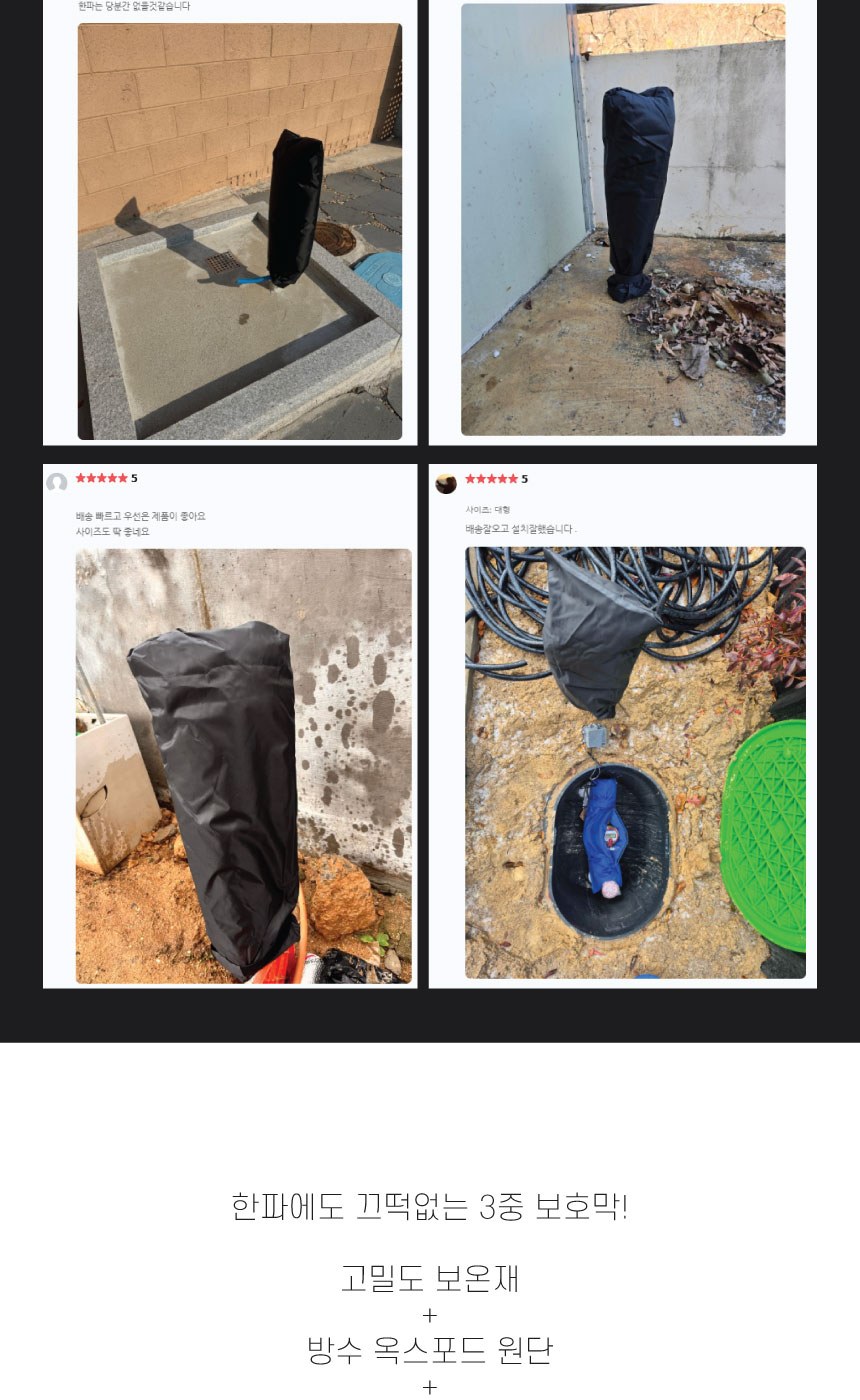 한파는 당분간 없을것같습니다
★★★★★ 5
배송 빠르고 우선은 제품이 좋아요
사이즈도 딱 좋네요
★★★★★ 5
사이즈: 대형
배송잘오고 설치잘했습니다 .
한파에도 끄떡없는 3중 보호막!
고밀도 보온재
+
방수 옥스포드 원단
+